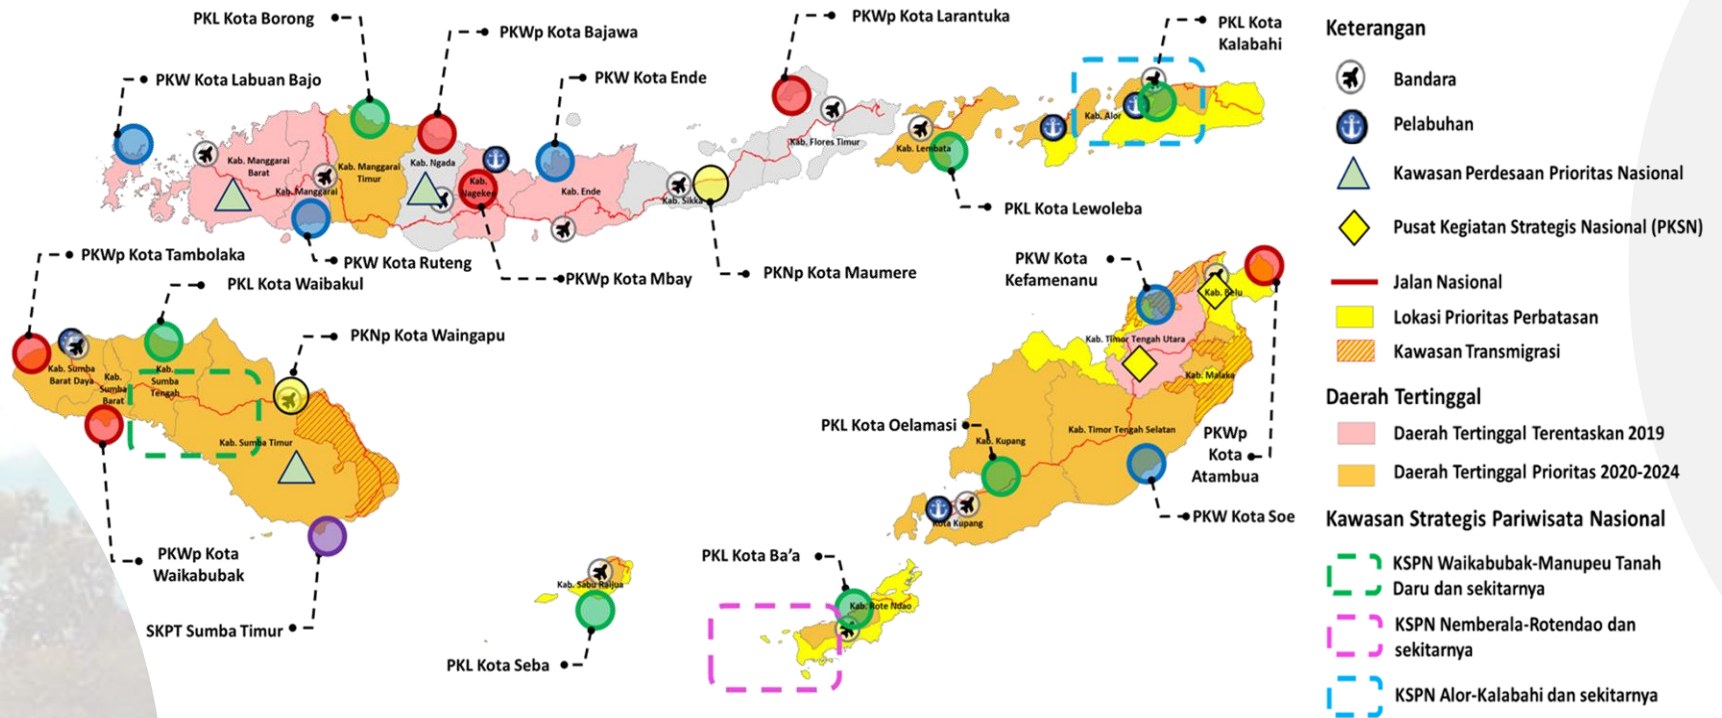 PKL Kota Borong
PKWp Kota Bajawa
PKWp Kota Larantuka
PKL Kota
Kalabahi
PKW Kota Labuan Bajo
PKW Kota Ende
Kab. Manggarai
Barat
Kab. Manggarai
Kab. Manggarai
Timur
Kab. Ngada
Kab.
Nagekeo
Kab. Ende
Kab. Sikka
Kab. Flores Timur
Kab. Lembata
Kab. Alor
PKL Kota Lewoleba
PKWp Kota Tambolaka
PKW Kota Ruteng
PKWp Kota Mbay
PKNp Kota Maumere
PKL Kota Waibakul
PKNp Kota Waingapu
Kab. Sumba
Barat Daya
Kab.
Sumba
Barat
Kab.
Sumba
Tengah
Kab. Sumba Timur
PKWp Kota
Waikabubak
SKPT Sumba Timur
PKW Kota
Kefamenanu
Kab. Belu
Kab. Timor Tengah Utara
Kab. Malaka
PKL Kota Oelamasi
Kab. Kupang
Kab. Timor Tengah Selatan
PKWp
Kota
Atambua
Kota Kupang
PKW Kota Soe
PKL Kota Ba’a
Kab. Sabu Raijua
Kab. Rote Ndao
PKL Kota Seba
Keterangan
Bandara
Pelabuhan
Kawasan Perdesaan Prioritas Nasional
Pusat Kegiatan Strategis Nasional (PKSN)
Jalan Nasional
Lokasi Prioritas Perbatasan
Kawasan Transmigrasi
Daerah Tertinggal
Daerah Tertinggal Terentaskan 2019
Daerah Tertinggal Prioritas 2020-2024
Kawasan Strategis Pariwisata Nasional
KSPN Waikabubak-Manupeu Tanah
Daru dan sekitarnya
KSPN Nemberala-Rotendao dan
sekitarnya
KSPN Alor-Kalabahi dan sekitarnya